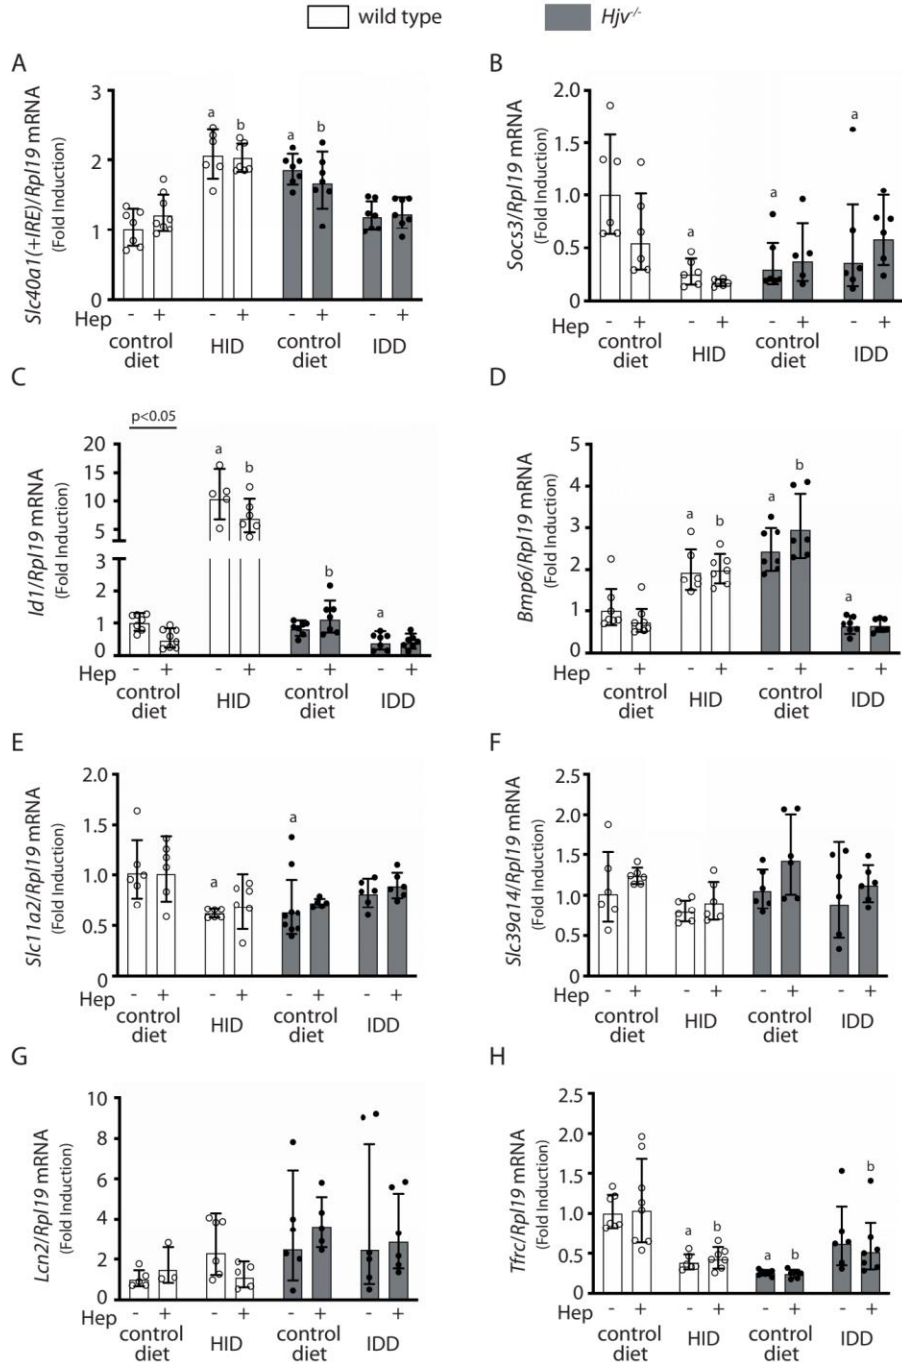 wild type
Hjv-/-
A
Slc40a1(+IRE)/Rpl19 mRNA
(Fold Induction)
3
2
1
0
a
b
a
b
Hep - + - + - + - +
control diet
HID
control diet
IDD
B
Socs3/Rpl19 mRNA
(Fold Induction)
2.0
1.5
1.0
0.5
0
a
a
a
Hep - + - + - + - +
control diet
HID
control diet
IDD
C
Id1/Rpl19 mRNA
(Fold Induction)
p<0.05
20
15
10
5
3
2
1
0
a
b
b
a
Hep - + - + - + - +
control diet
HID
control diet
IDD
D
Bmp6/Rpl19 mRNA
(Fold Induction)
5
4
3
2
1
0
a
b
a
b
a
Hep - + - + - + - +
control diet
HID
control diet
IDD
E
Slc11a2/Rpl19 mRNA
(Fold Induction)
2.0
1.5
1.0
0.5
0
a
a
Hep - + - + - + - +
control diet
HID
control diet
IDD
F
Slc39a14/Rpl19 mRNA
(Fold Induction)
2.5
2.0
1.5
1.0
0.5
0
Hep - + - + - + - +
control diet
HID
control diet
IDD
G
Lcn2/Rpl19 mRNA
(Fold Induction)
10
8
6
4
2
0
Hep - + - + - + - +
control diet
HID
control diet
IDD
H
Tfrc/Rpl19 mRNA
(Fold Induction)
2.5
2.0
1.5
1.0
0.5
0
a
b
a
b
b
Hep - + - + - + - +
control diet
HID
control diet
IDD